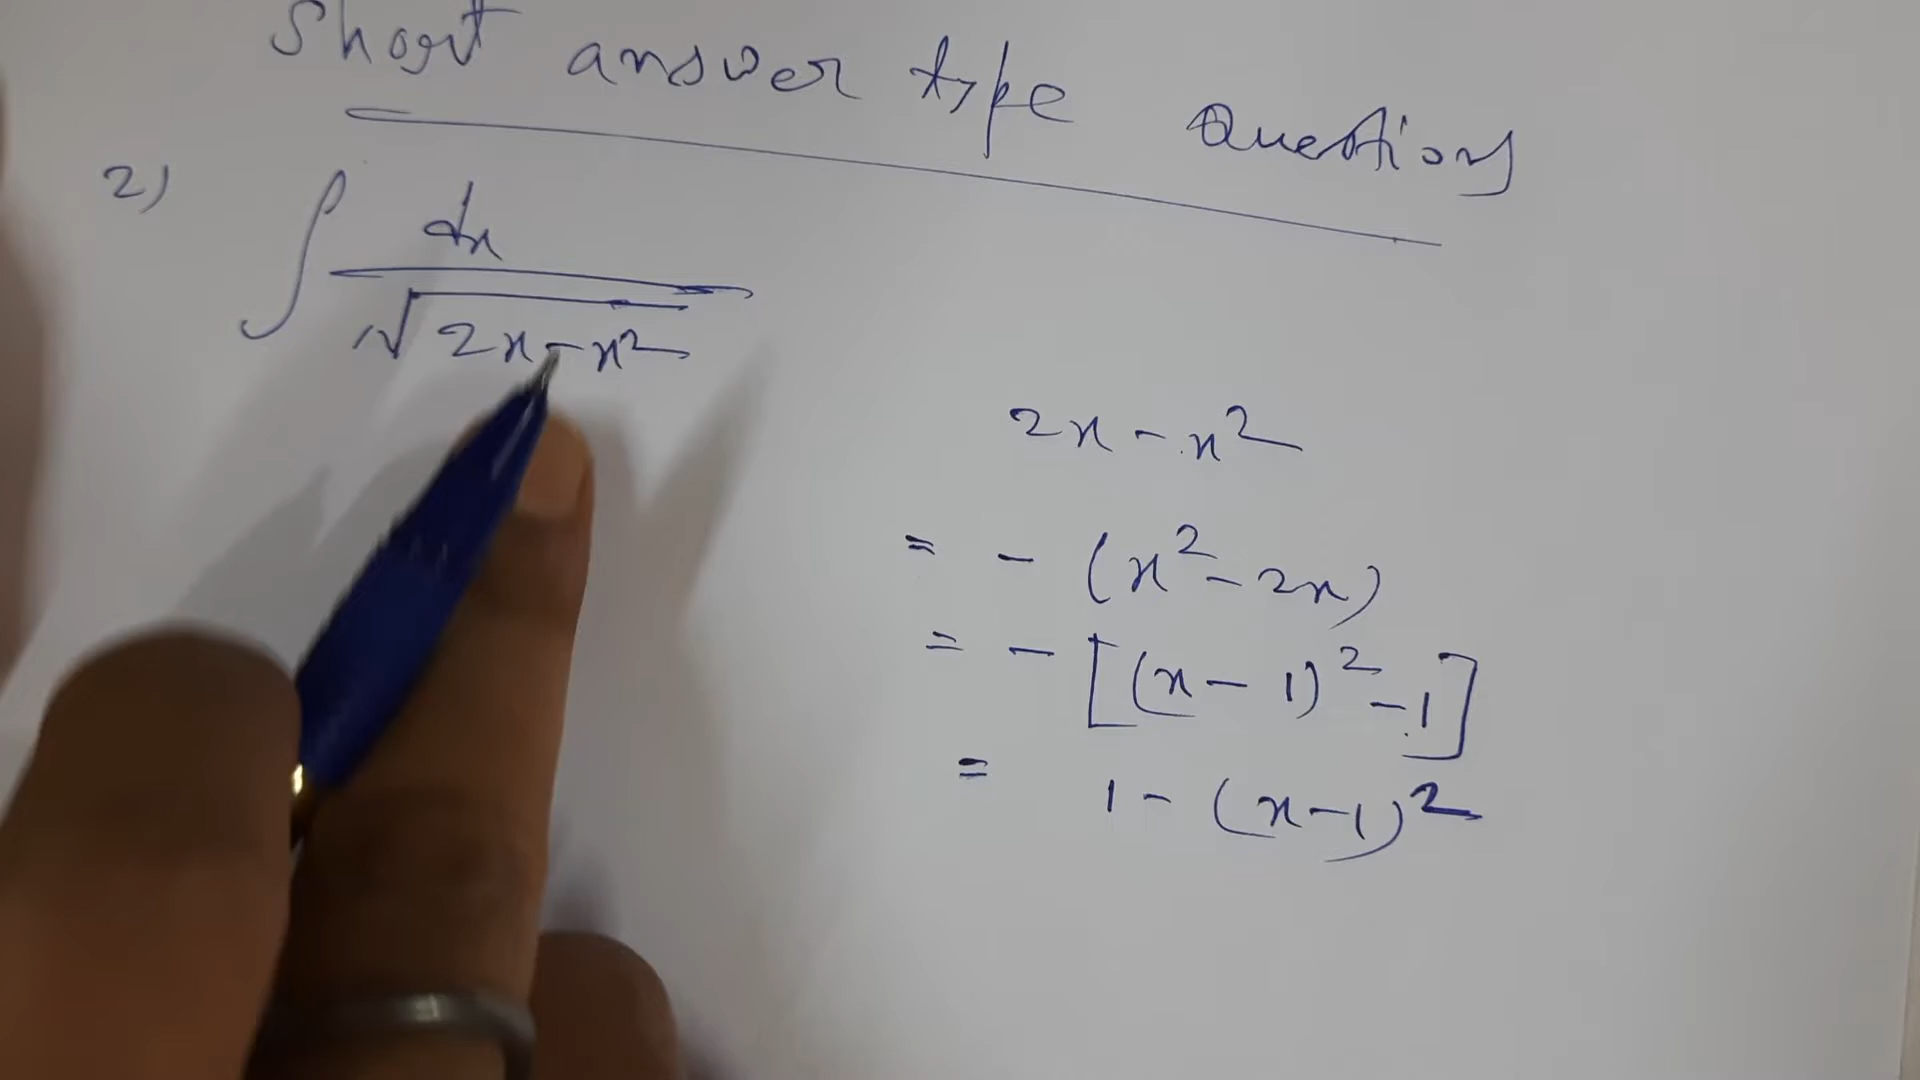 Short answer type Questions
2) ∫ dx / √(2x-x²)
2x - x²
= - (x² - 2x)
= - [(x - 1)² - 1]
= 1 - (x-1)²